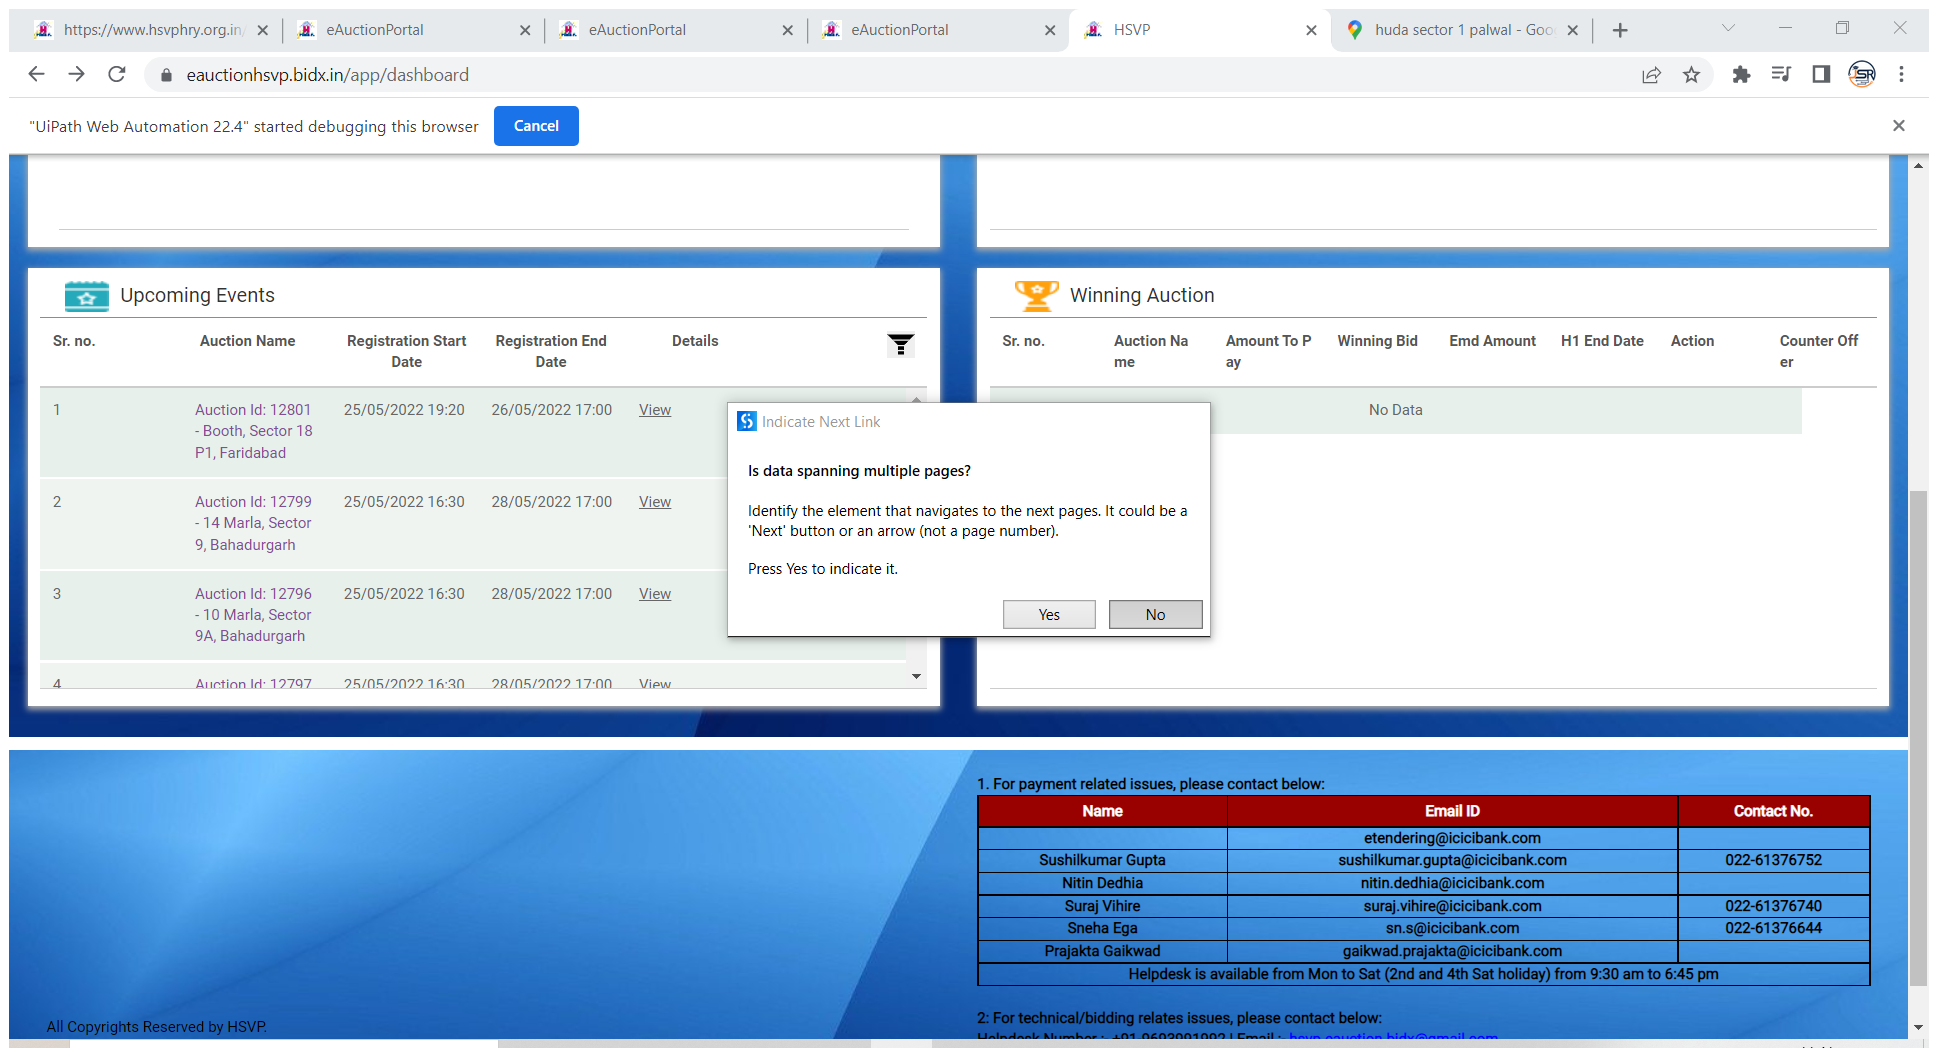 https://www.hsvphry.org.in/
eAuctionPortal
eAuctionPortal
eAuctionPortal
HSVP
huda sector 1 palwal - Goo
eauctionhsvp.bidx.in/app/dashboard
"UiPath Web Automation 22.4" started debugging this browser
Cancel
Upcoming Events
Sr. no. Auction Name Registration Start Date Registration End Date Details
1 Auction Id: 12801 - Booth, Sector 18 P1, Faridabad 25/05/2022 19:20 26/05/2022 17:00 View
2 Auction Id: 12799 - 14 Marla, Sector 9, Bahadurgarh 25/05/2022 16:30 28/05/2022 17:00 View
3 Auction Id: 12796 - 10 Marla, Sector 9A, Bahadurgarh 25/05/2022 16:30 28/05/2022 17:00 View
4 Auction Id: 12797 25/05/2022 16:30 28/05/2022 17:00 View
Winning Auction
Sr. no. Auction Name Amount To Pay Winning Bid Emd Amount H1 End Date Action Counter Offer
No Data
Indicate Next Link
Is data spanning multiple pages?
Identify the element that navigates to the next pages. It could be a
'Next' button or an arrow (not a page number).
Press Yes to indicate it.
Yes
No
1. For payment related issues, please contact below:
Name Email ID Contact No.
etendering@icicibank.com
Sushilkumar Gupta sushilkumar.gupta@icicibank.com 022-61376752
Nitin Dedhia nitin.dedhia@icicibank.com
Suraj Vihire suraj.vihire@icicibank.com 022-61376740
Sneha Ega sn.s@icicibank.com 022-61376644
Prajakta Gaikwad gaikwad.prajakta@icicibank.com
Helpdesk is available from Mon to Sat (2nd and 4th Sat holiday) from 9:30 am to 6:45 pm
2: For technical/bidding relates issues, please contact below:
Helpdesk Number :
All Copyrights Reserved by HSVP.